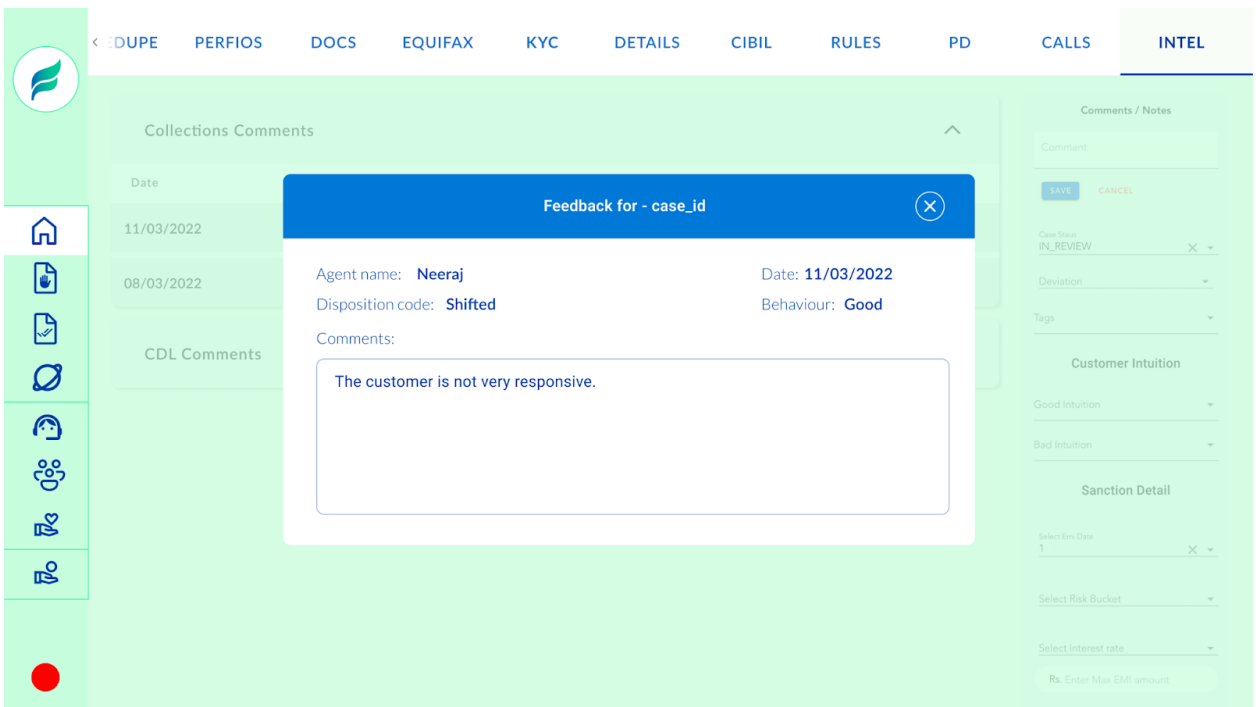 EDUPE PERFIOS DOCS EQUIFAX KYC DETAILS CIBIL RULES PD CALLS INTEL
Collections Comments
Date
11/03/2022
08/03/2022
CDL Comments
Feedback for - case_id
Agent name: Neeraj Date: 11/03/2022
Disposition code: Shifted Behaviour: Good
Comments:
The customer is not very responsive.
Comments / Notes
Comment
SAVE CANCEL
Case Staus
IN_REVIEW
Deviation
Tags
Customer Intuition
Good Intuition
Bad Intuition
Sanction Detail
Select Emi Date
1
Select Risk Bucket
Select Interest rate
Rs. Enter Max EMI amount